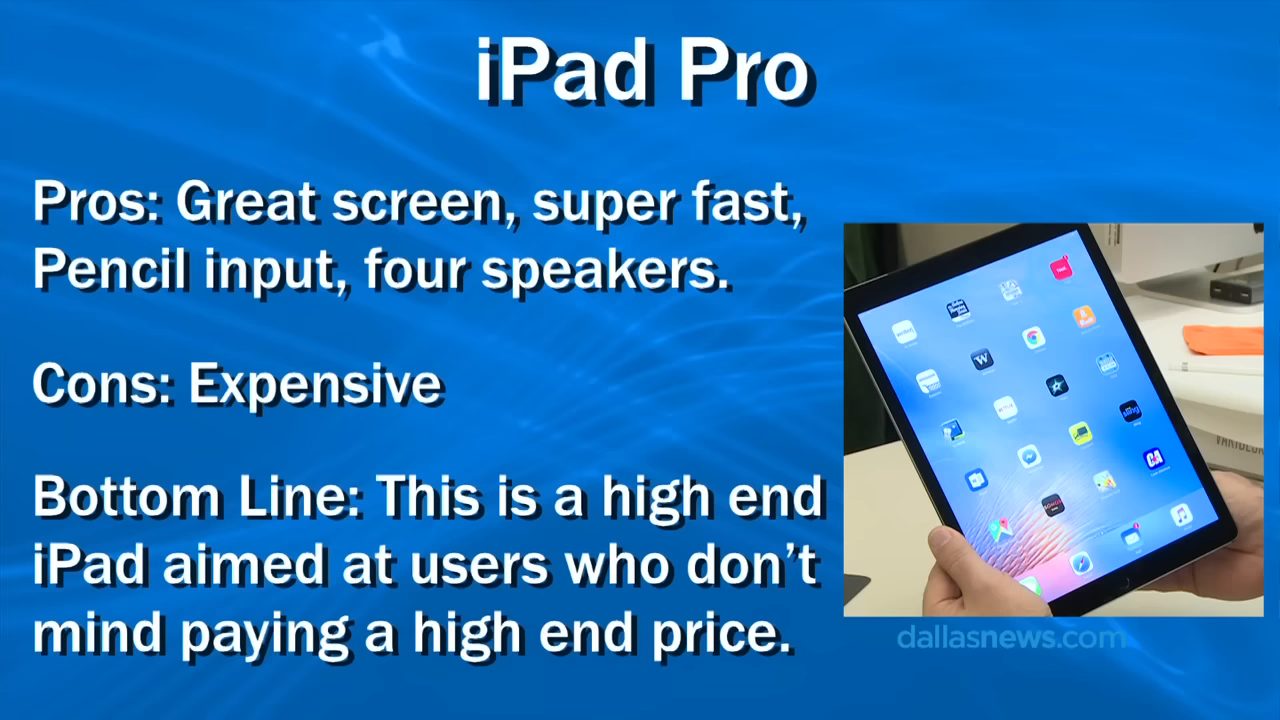 iPad Pro
Pros: Great screen, super fast,
Pencil input, four speakers.
Cons: Expensive
Bottom Line: This is a high end
iPad aimed at users who don’t
mind paying a high end price.
dallasnews.com